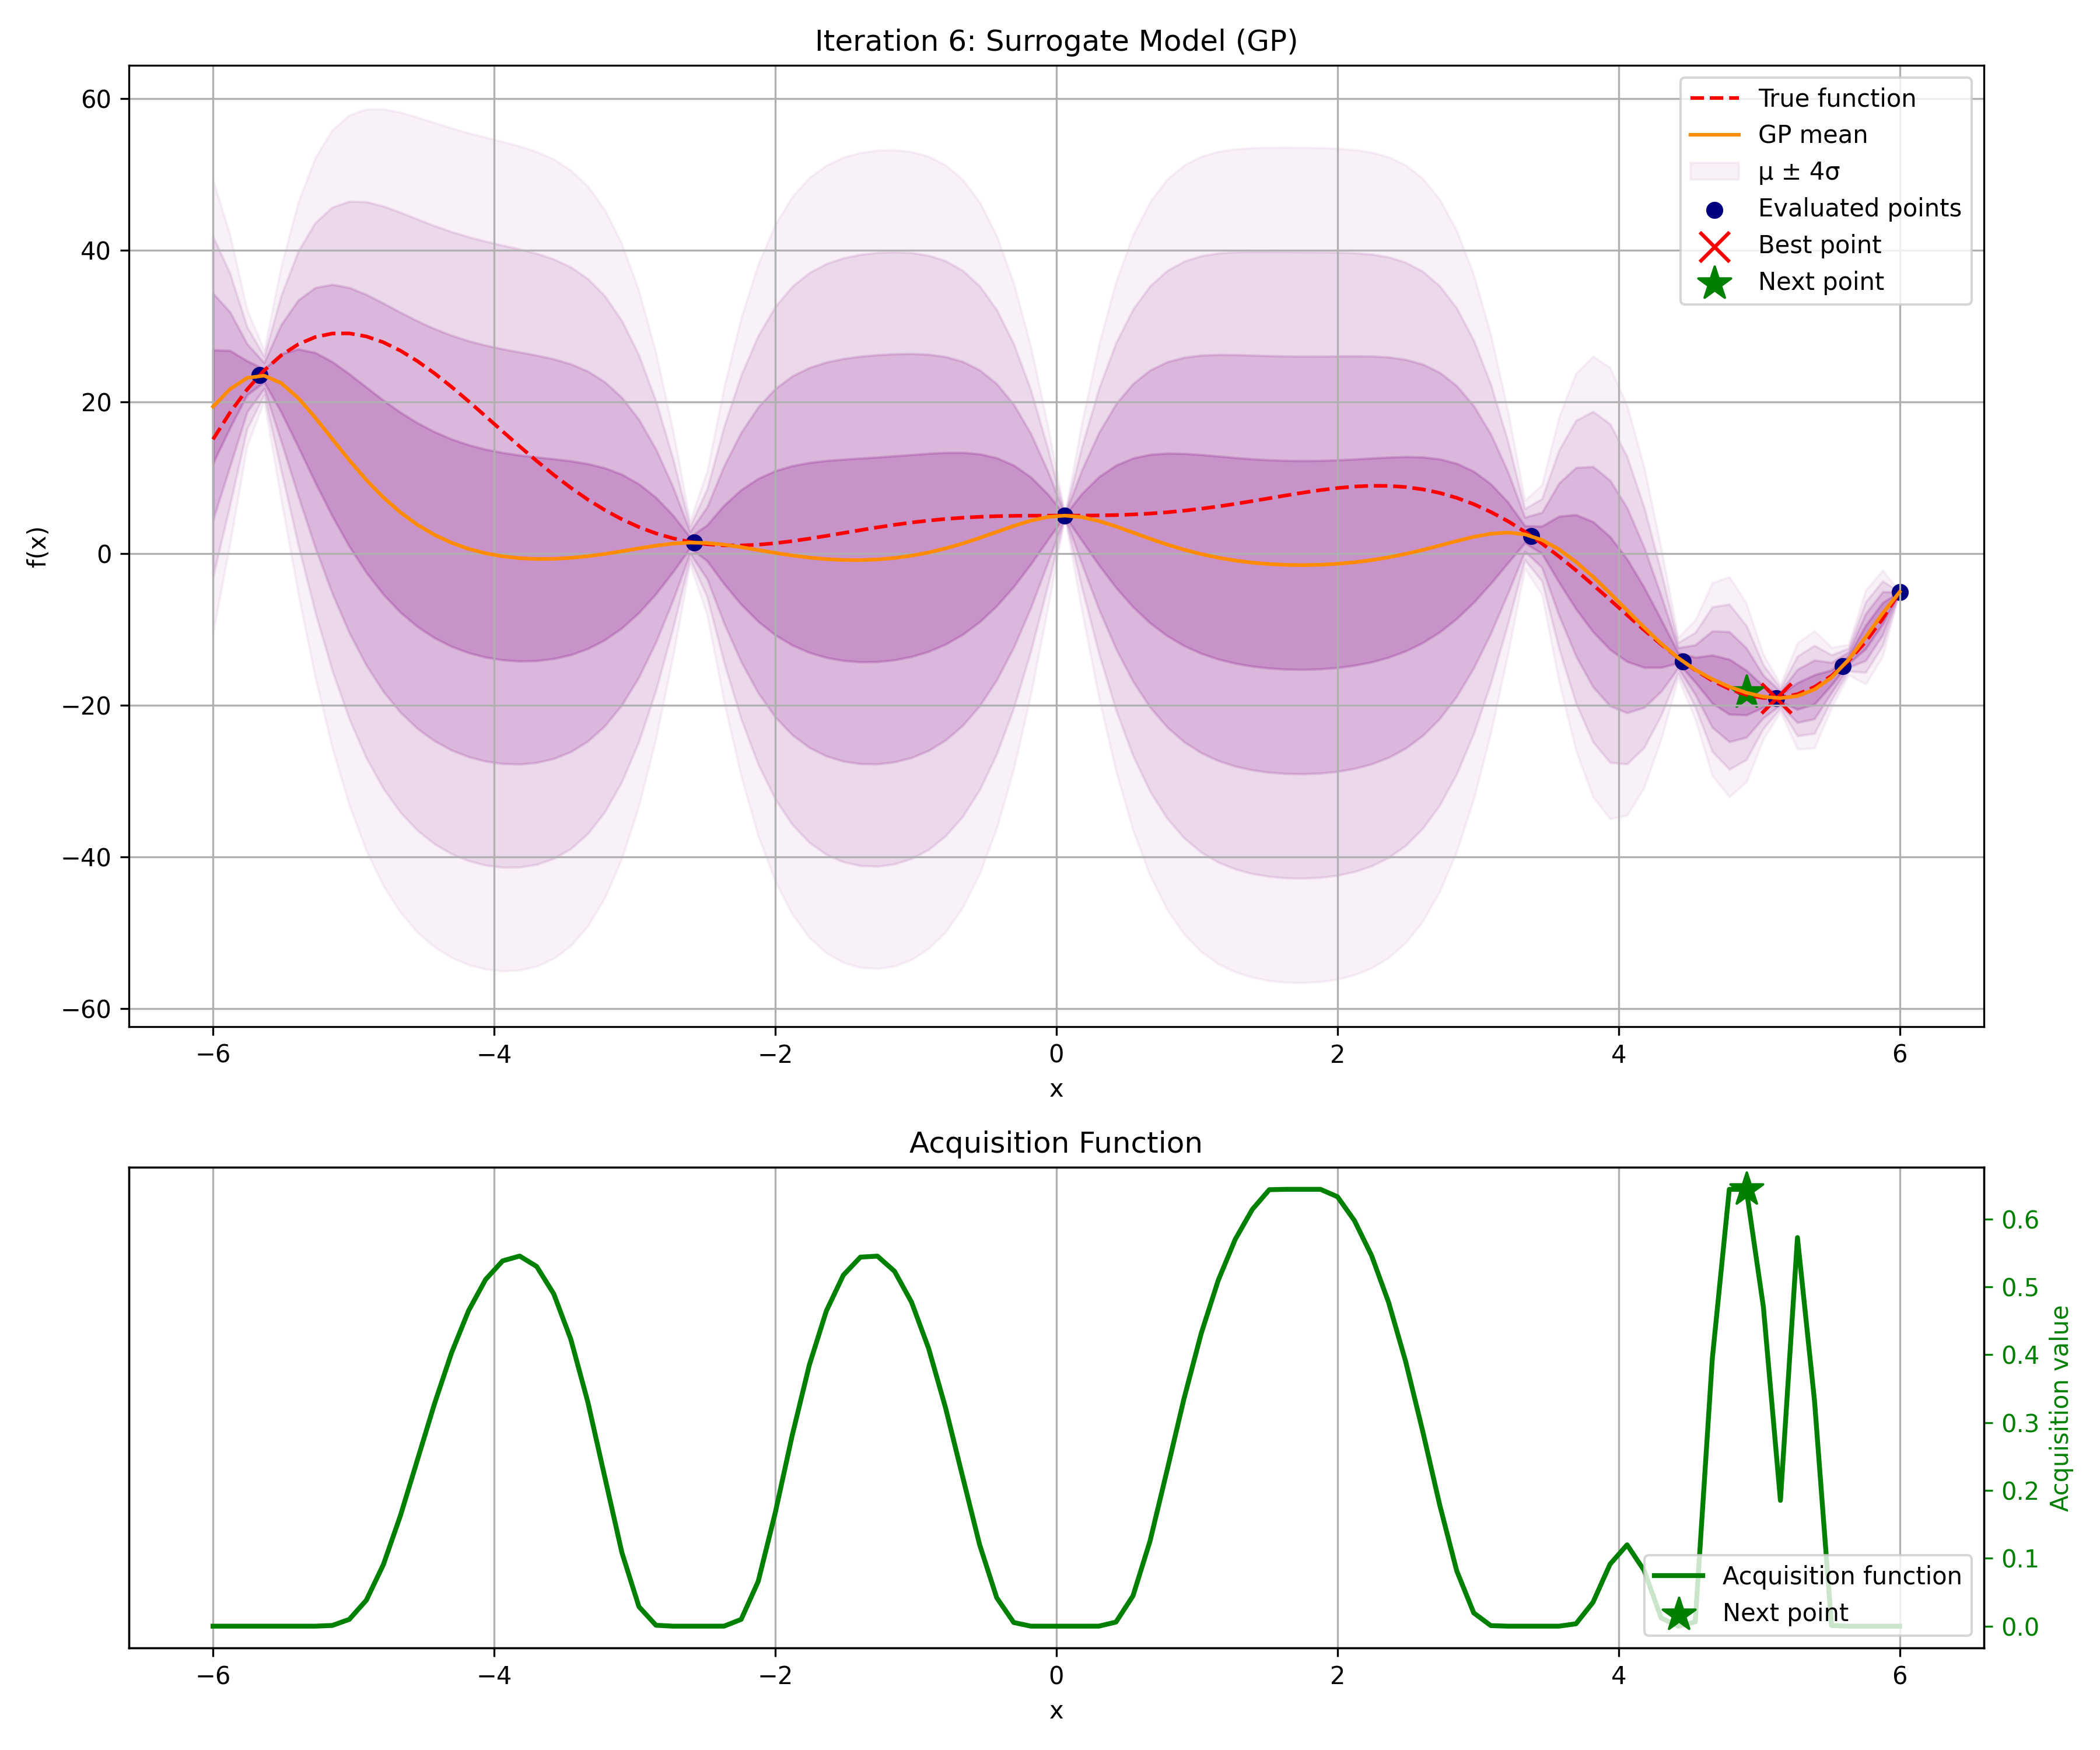 Iteration 6: Surrogate Model (GP)
60
40
20
0
−20
−40
−60
f(x)
True function
GP mean
μ ± 4σ
Evaluated points
Best point
Next point
−6 −4 −2 0 2 4 6
x
Acquisition Function
0.6
0.5
0.4
0.3
0.2
0.1
0.0
Acquisition value
Acquisition function
Next point
−6 −4 −2 0 2 4 6
x